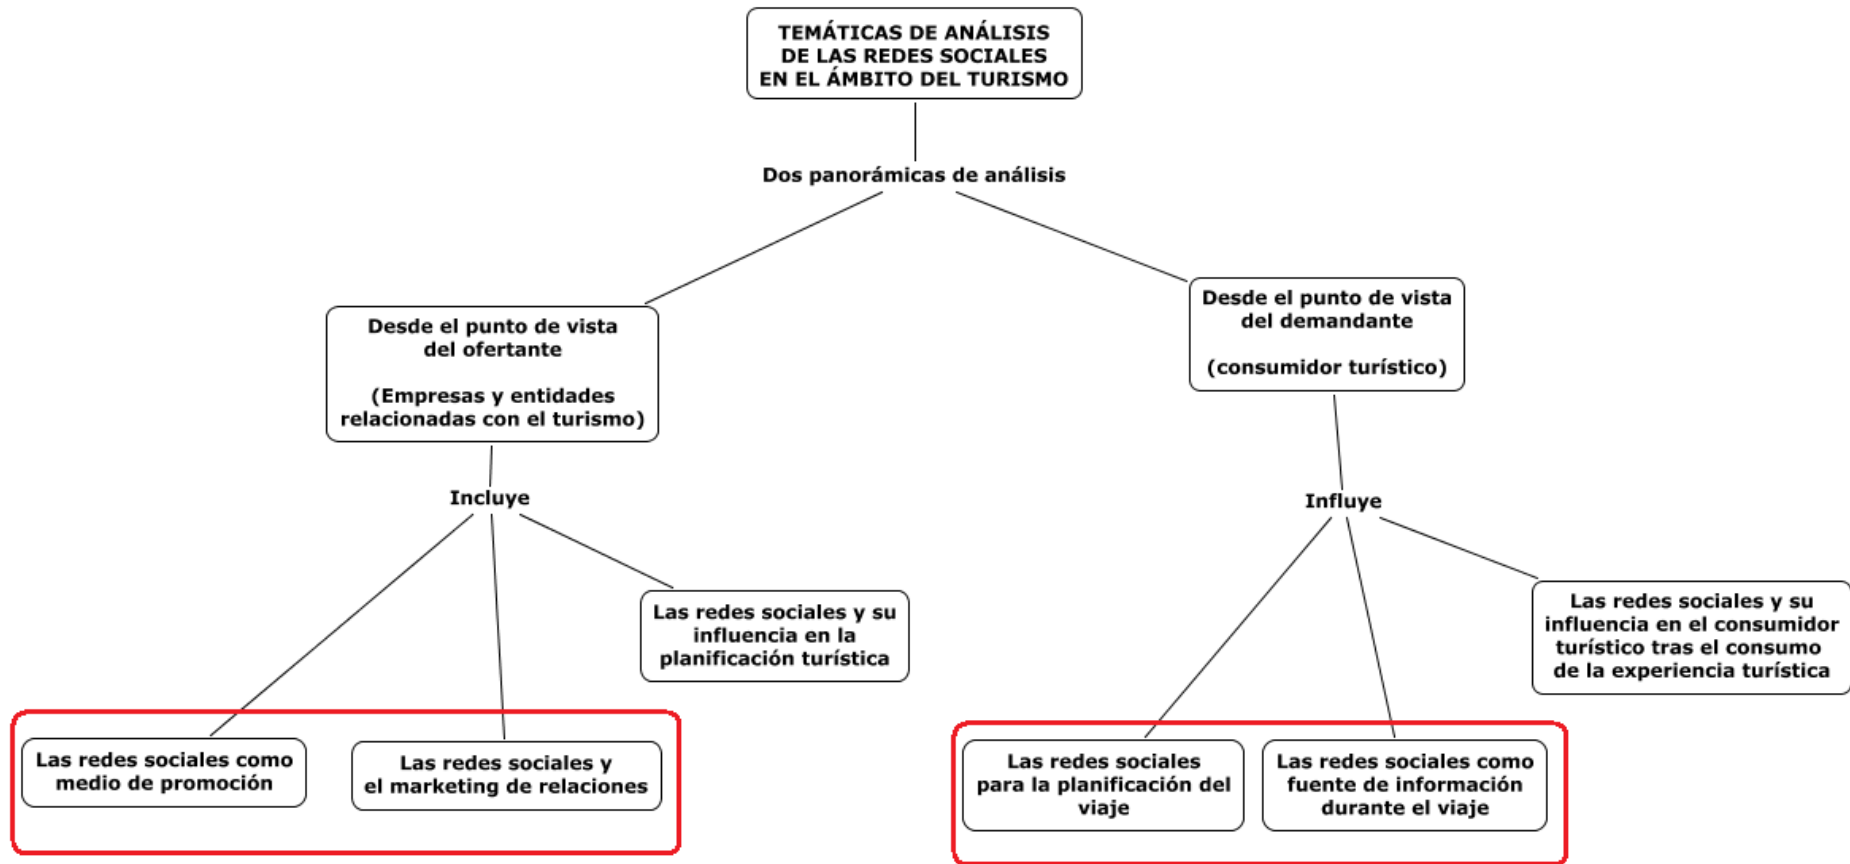 TEMÁTICAS DE ANÁLISIS
DE LAS REDES SOCIALES
EN EL ÁMBITO DEL TURISMO
Dos panorámicas de análisis
Desde el punto de vista
del ofertante
(Empresas y entidades
relacionadas con el turismo)
Desde el punto de vista
del demandante
(consumidor turístico)
Incluye
Influye
Las redes sociales como
medio de promoción
Las redes sociales y
el marketing de relaciones
Las redes sociales y su
influencia en la
planificación turística
Las redes sociales
para la planificación del
viaje
Las redes sociales como
fuente de información
durante el viaje
Las redes sociales y su
influencia en el consumidor
turístico tras el consumo
de la experiencia turística